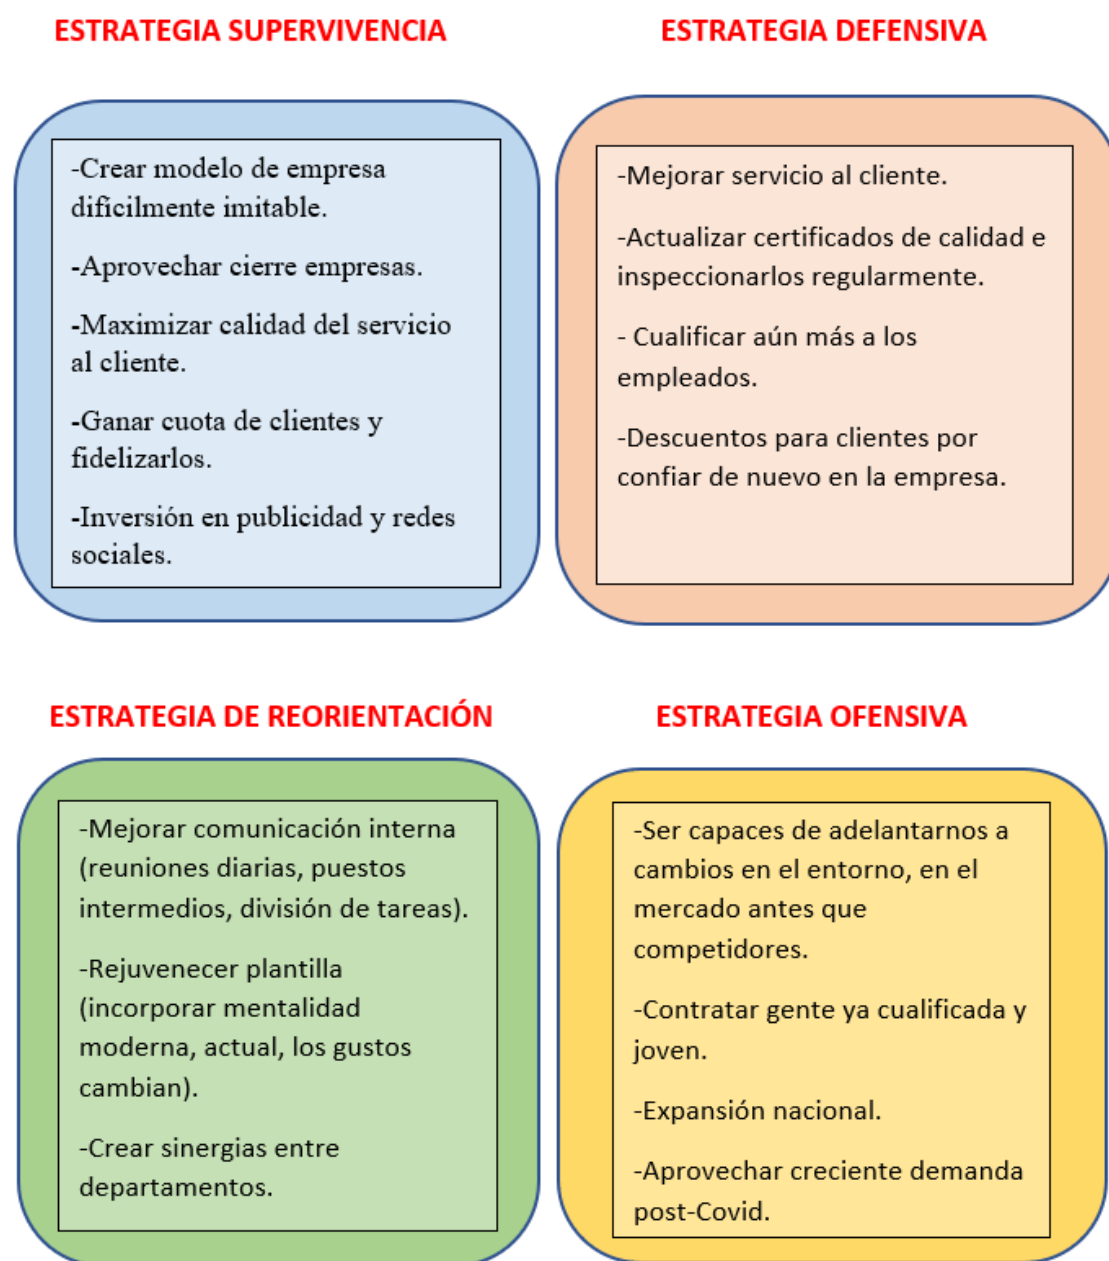 ESTRATEGIA SUPERVIVENCIA
-Crear modelo de empresa
difícilmente imitable.
-Aprovechar cierre empresas.
-Maximizar calidad del servicio
al cliente.
-Ganar cuota de clientes y
fidelizarlos.
-Inversión en publicidad y redes
sociales.
ESTRATEGIA DEFENSIVA
-Mejorar servicio al cliente.
-Actualizar certificados de calidad e
inspeccionarlos regularmente.
- Cualificar aún más a los
empleados.
-Descuentos para clientes por
confiar de nuevo en la empresa.
ESTRATEGIA DE REORIENTACIÓN
-Mejorar comunicación interna
(reuniones diarias, puestos
intermedios, división de tareas).
-Rejuvenecer plantilla
(incorporar mentalidad
moderna, actual, los gustos
cambian).
-Crear sinergias entre
departamentos.
ESTRATEGIA OFENSIVA
-Ser capaces de adelantarnos a
cambios en el entorno, en el
mercado antes que
competidores.
-Contratar gente ya cualificada y
joven.
-Expansión nacional.
-Aprovechar creciente demanda
post-Covid.